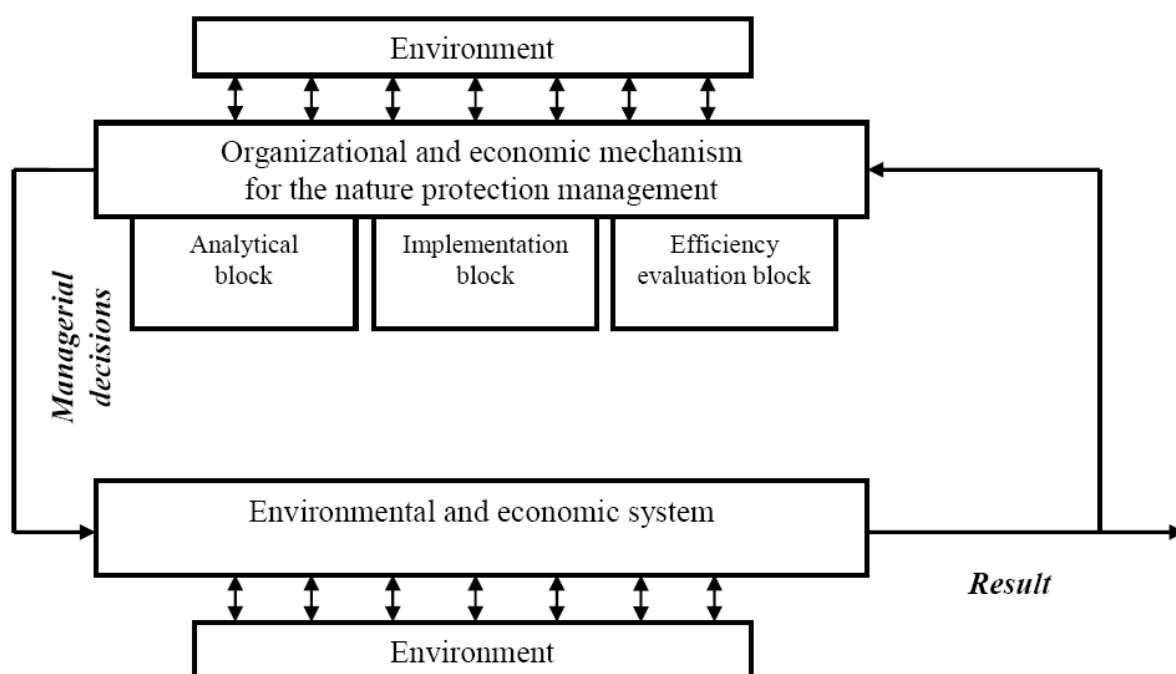 Environment
Organizational and economic mechanism
for the nature protection management
Analytical
block
Implementation
block
Efficiency
evaluation block
Managerial
decisions
Environmental and economic system
Result
Environment